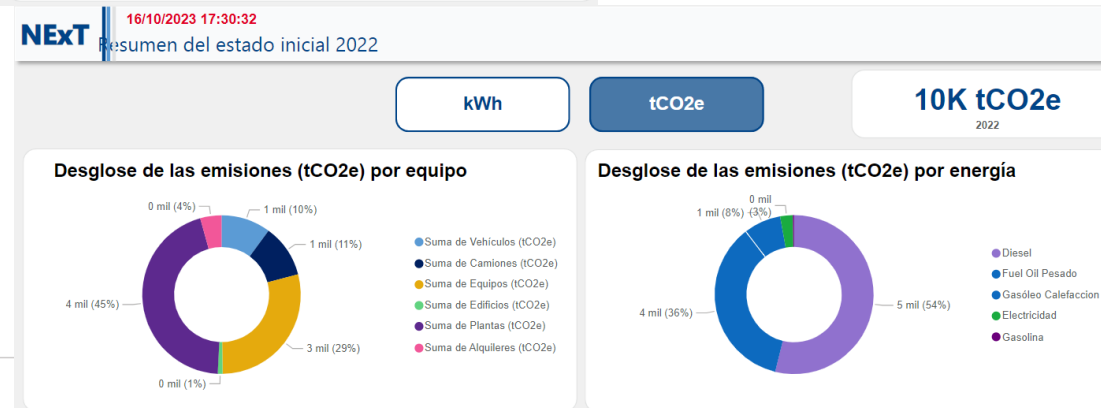 NExT
16/10/2023 17:30:32
Resumen del estado inicial 2022
kWh
tCO2e
10K tCO2e
2022
Desglose de las emisiones (tCO2e) por equipo
0 mil (4%)
1 mil (10%)
1 mil (11%)
4 mil (45%)
3 mil (29%)
0 mil (1%)
Suma de Vehículos (tCO2e)
Suma de Camiones (tCO2e)
Suma de Equipos (tCO2e)
Suma de Edificios (tCO2e)
Suma de Plantas (tCO2e)
Suma de Alquileres (tCO2e)
Desglose de las emisiones (tCO2e) por energía
0 mil
(3%)
1 mil (8%)
4 mil (36%)
5 mil (54%)
Diesel
Fuel Oil Pesado
Gasóleo Calefaccion
Electricidad
Gasolina